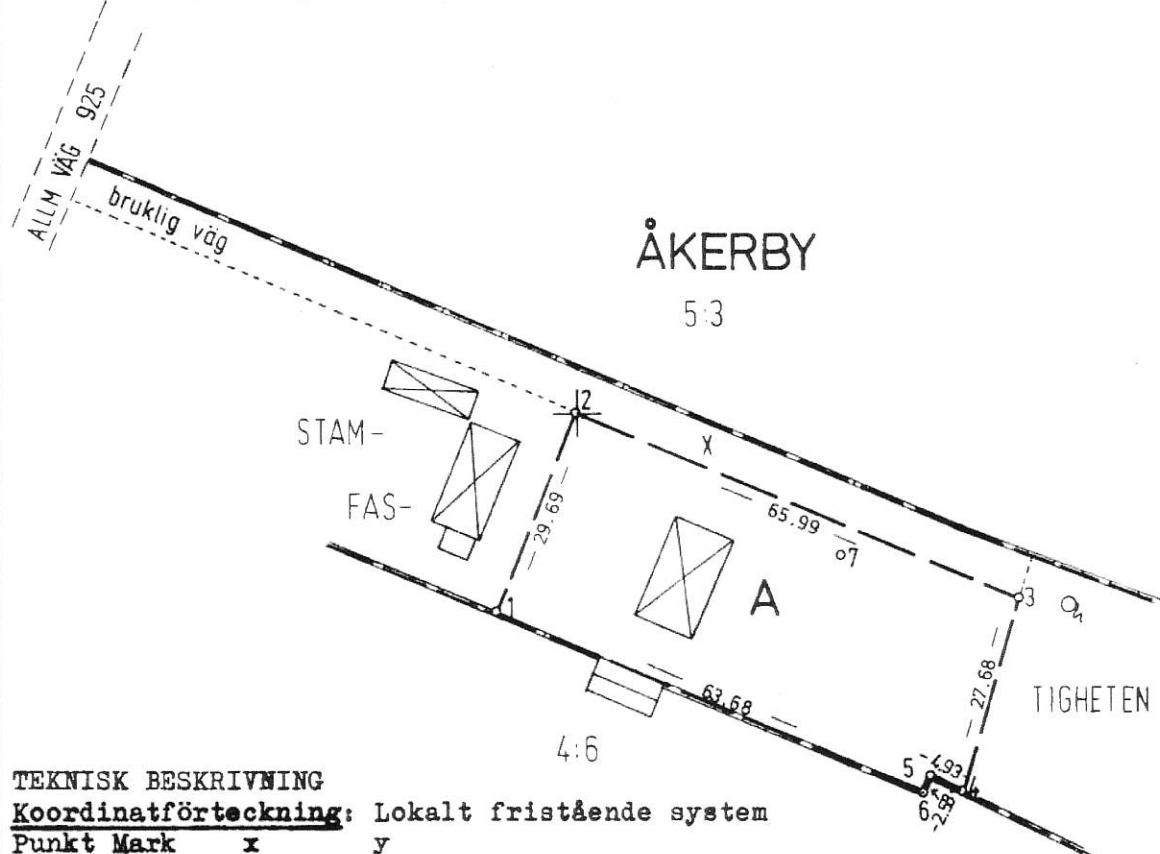 ALLM VÄG 925
bruklig väg
ÅKERBY
5:3
2
STAM-
X
FAS-
29.69
65.99
7
A
1
3
63.68
27.68
TIGHETEN
4:6
5
4.93
4
6
2.88
TEKNISK BESKRIVNING
Koordinatförteckning: Lokalt fristående system
Punkt Mark x y